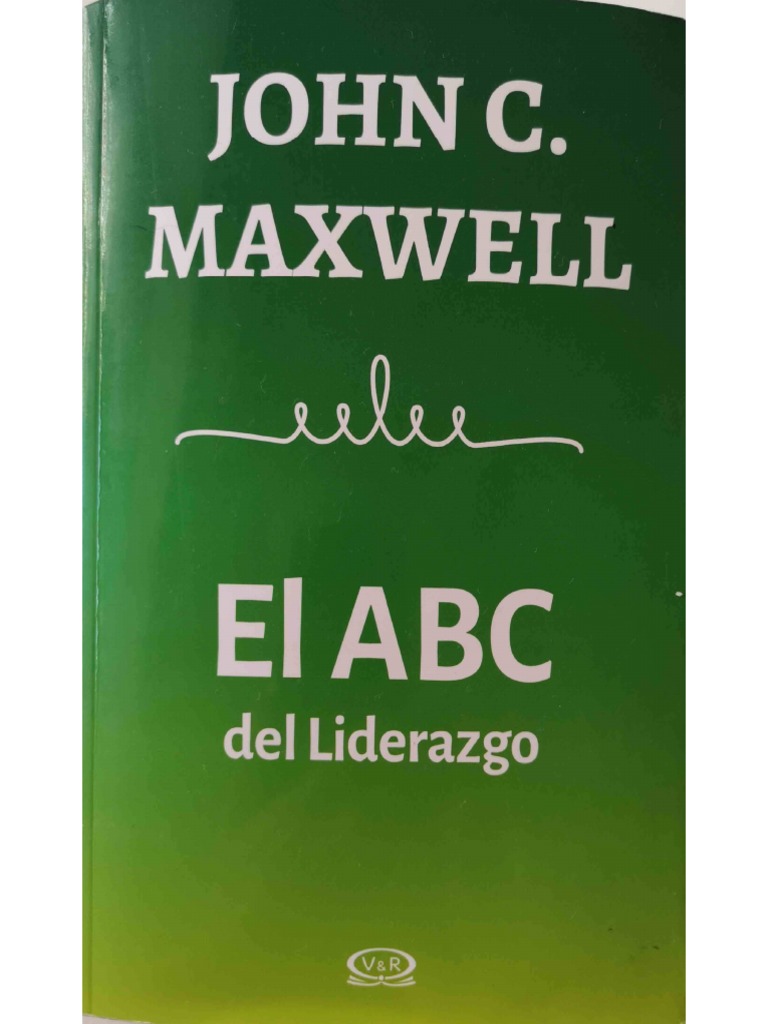 JOHN C.
MAXWELL
El ABC
del Liderazgo
V&R